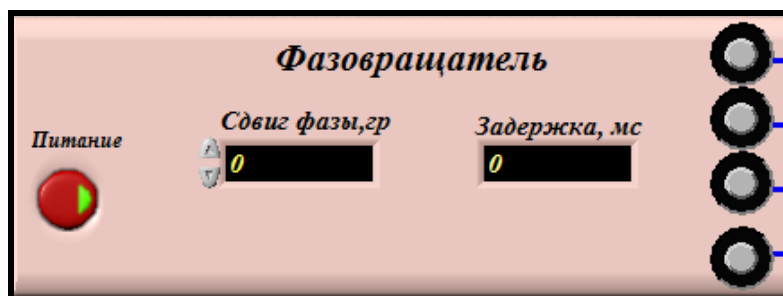 Фазовращатель
Сдвиг фазы,гр
Задержка, мс
Питание
0
0